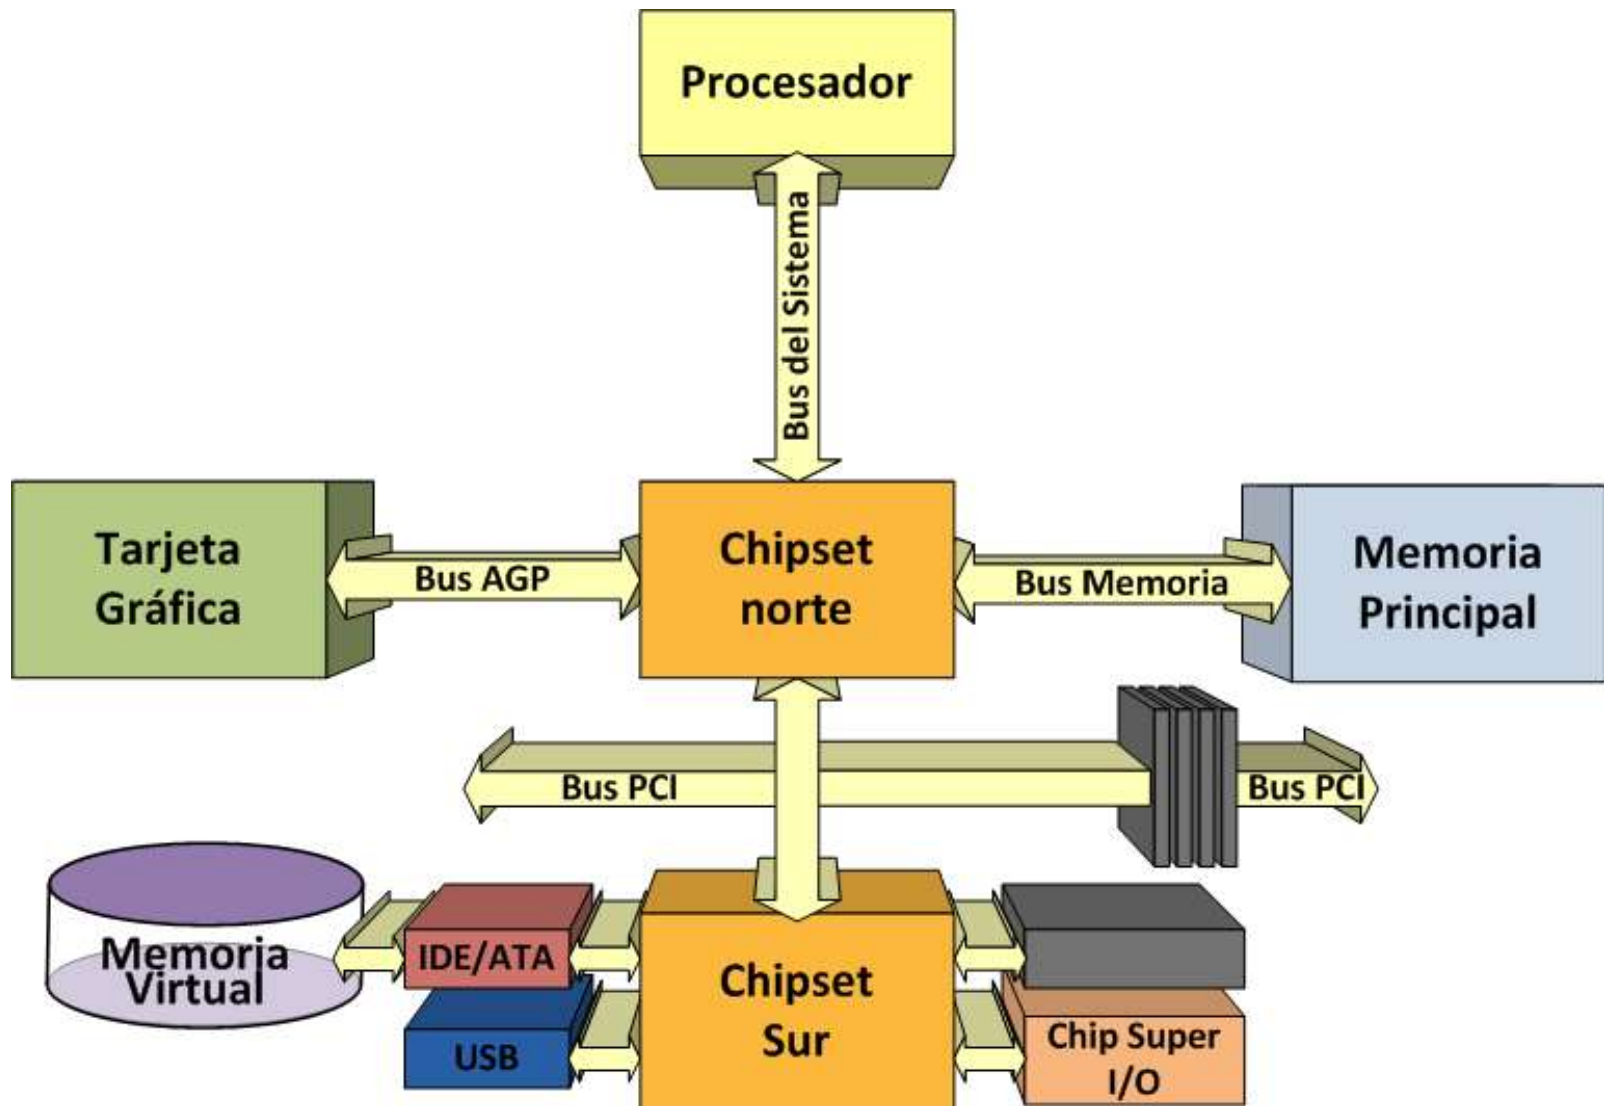 Procesador
Bus del Sistema
Tarjeta
Gráfica
Bus AGP
Chipset
norte
Bus Memoria
Memoria
Principal
Bus PCI
Bus PCI
Memoria
Virtual
IDE/ATA
USB
Chipset
Sur
Chip Super
I/O